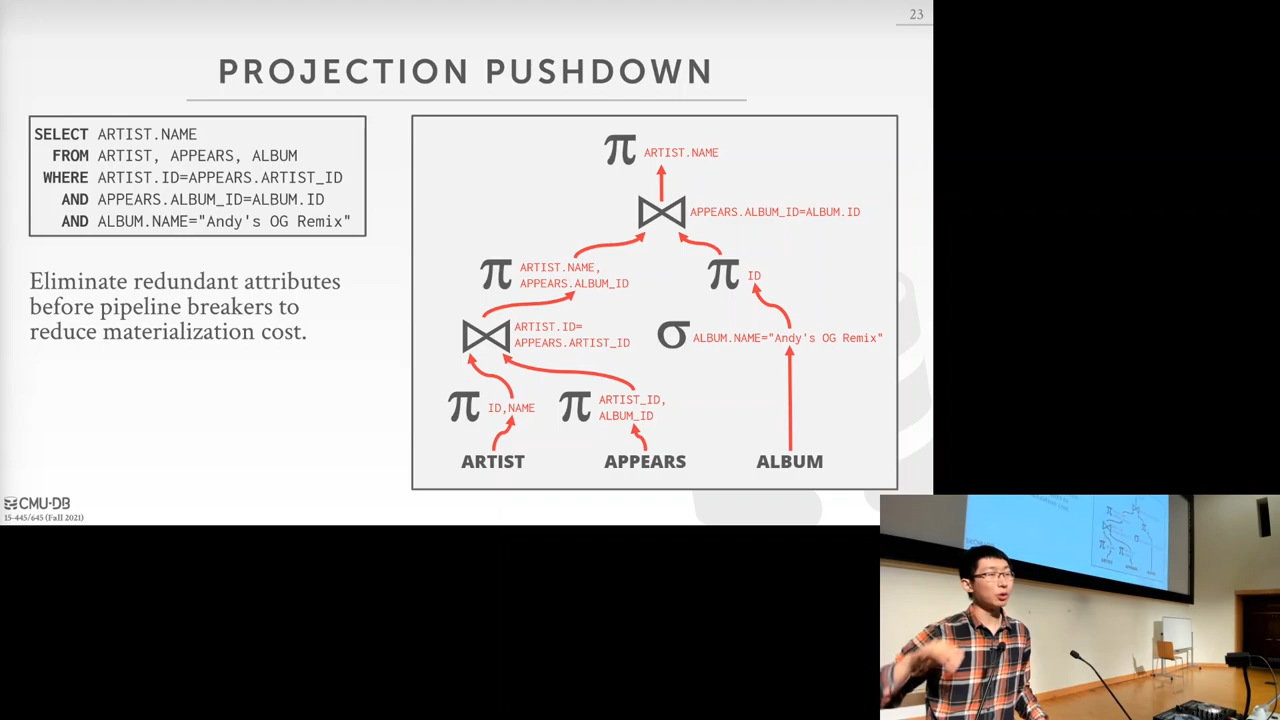 23
PROJECTION PUSHDOWN
SELECT ARTIST.NAME
FROM ARTIST, APPEARS, ALBUM
WHERE ARTIST.ID=APPEARS.ARTIST_ID
AND APPEARS.ALBUM_ID=ALBUM.ID
AND ALBUM.NAME="Andy's OG Remix"
Eliminate redundant attributes
before pipeline breakers to
reduce materialization cost.
π ARTIST.NAME
⋈ APPEARS.ALBUM_ID=ALBUM.ID
π ARTIST.NAME,
APPEARS.ALBUM_ID
π ID
⋈ ARTIST.ID=
APPEARS.ARTIST_ID
σ ALBUM.NAME="Andy's OG Remix"
π ID,NAME
π ARTIST_ID,
ALBUM_ID
ARTIST
APPEARS
ALBUM
CMU·DB
15-445/645 (Fall 2021)